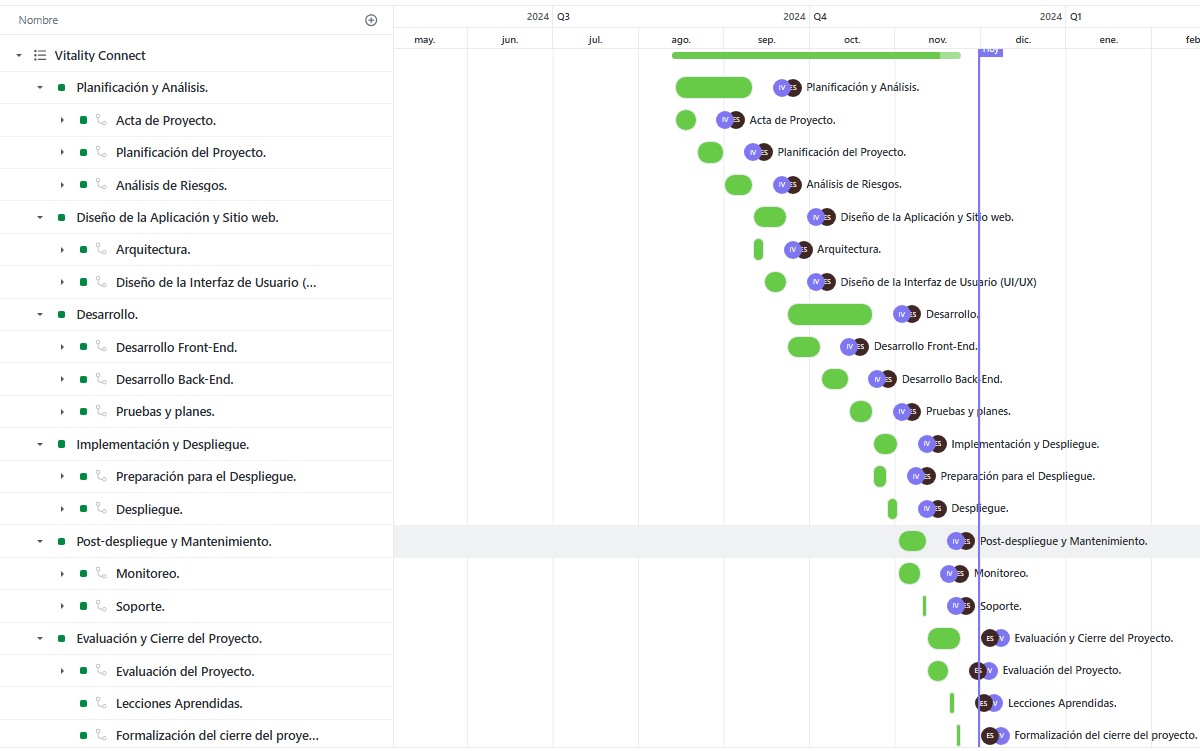 Nombre
2024 Q3 2024 Q4 2024 Q1
may. jun. jul. ago. sep. oct. nov. dic. ene. feb
Vitality Connect
Hoy
Planificación y Análisis. IV ES Planificación y Análisis.
Acta de Proyecto. IV ES Acta de Proyecto.
Planificación del Proyecto. IV ES Planificación del Proyecto.
Análisis de Riesgos. IV ES Análisis de Riesgos.
Diseño de la Aplicación y Sitio web. IV ES Diseño de la Aplicación y Sitio web.
Arquitectura. IV ES Arquitectura.
Diseño de la Interfaz de Usuario (... IV ES Diseño de la Interfaz de Usuario (UI/UX)
Desarrollo. IV ES Desarrollo.
Desarrollo Front-End. IV ES Desarrollo Front-End.
Desarrollo Back-End. IV ES Desarrollo Back-End.
Pruebas y planes. IV ES Pruebas y planes.
Implementación y Despliegue. IV ES Implementación y Despliegue.
Preparación para el Despliegue. IV ES Preparación para el Despliegue.
Despliegue. IV ES Despliegue.
Post-despliegue y Mantenimiento. IV ES Post-despliegue y Mantenimiento.
Monitoreo. IV ES Monitoreo.
Soporte. IV ES Soporte.
Evaluación y Cierre del Proyecto. ES V Evaluación y Cierre del Proyecto.
Evaluación del Proyecto. ES V Evaluación del Proyecto.
Lecciones Aprendidas. ES V Lecciones Aprendidas.
Formalización del cierre del proye... ES V Formalización del cierre del proyecto.